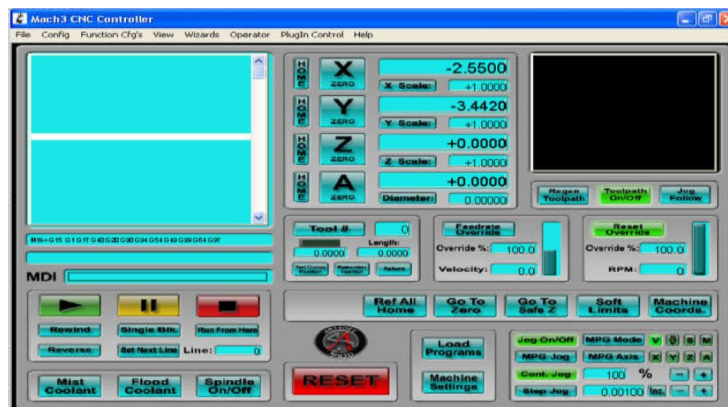 Mach3 CNC Controller
File Config Function Cfg's View Wizards Operator PlugIn Control Help
HOME X ZERO -2.5500
X Scale: +1.0000
HOME Y ZERO -3.4420
Y Scale: +1.0000
HOME Z ZERO +0.0000
Z Scale: +1.0000
HOME A ZERO +0.0000
Diameter: 0.00000
Regen Toolpath
Toolpath On/Off
Jog Follow
Tool # 0
Length:
0.0000 0.0000
Return
Feedrate Override
Override %: 100.0
Velocity: 0.0
Reset Override
Override %: 100.0
RPM: 0
MDI
Rewind Single Blk. Run From Here
Reverse Set Next Line Line: 0
Mist Coolant
Flood Coolant
Spindle On/Off
Ref All Home
Go To Zero
Go To Safe Z
Soft Limits
Machine Coords.
RESET
Load Programs
Machine Settings
Jog On/Off MPG Mode V S M
MPG Jog MPG Axis X Y Z A
Cont. Jog 100 % - +
Step Jog 0.00100 Inc. - +